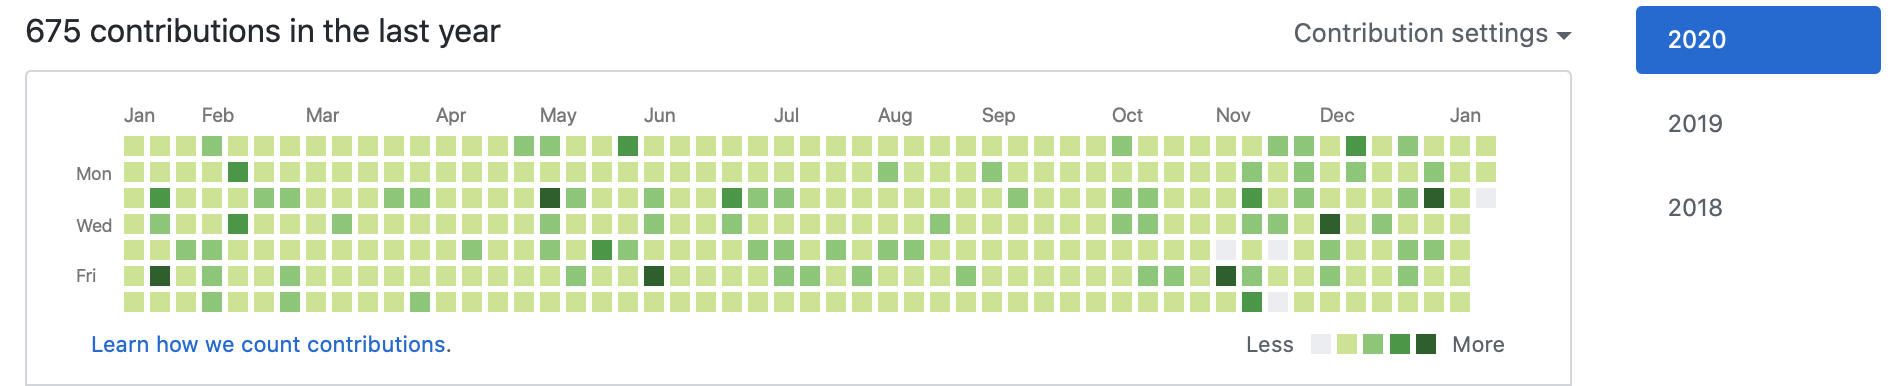 675 contributions in the last year
Contribution settings
2020
2019
2018
Jan Feb Mar Apr May Jun Jul Aug Sep Oct Nov Dec Jan
Mon
Wed
Fri
Learn how we count contributions.
Less More